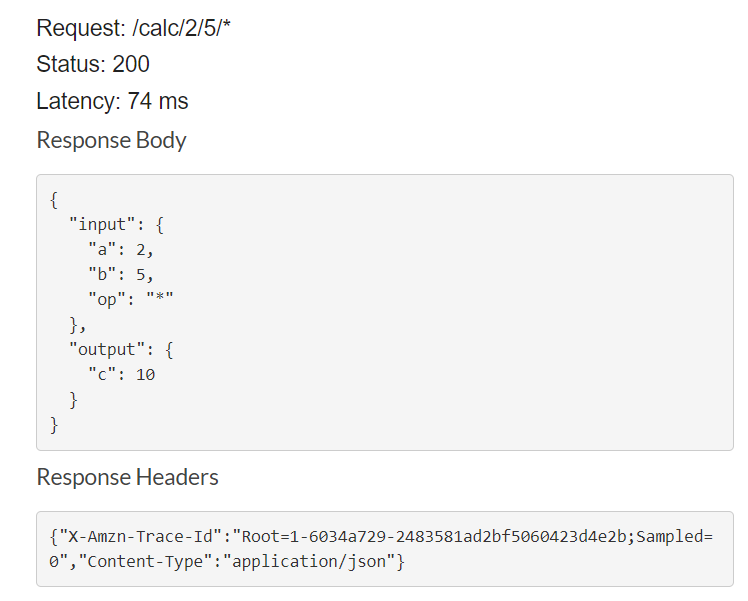 Request: /calc/2/5/*
Status: 200
Latency: 74 ms
Response Body
{
  "input": {
    "a": 2,
    "b": 5,
    "op": "*"
  },
  "output": {
    "c": 10
  }
}
Response Headers
{"X-Amzn-Trace-Id":"Root=1-6034a729-2483581ad2bf5060423d4e2b;Sampled=
0","Content-Type":"application/json"}